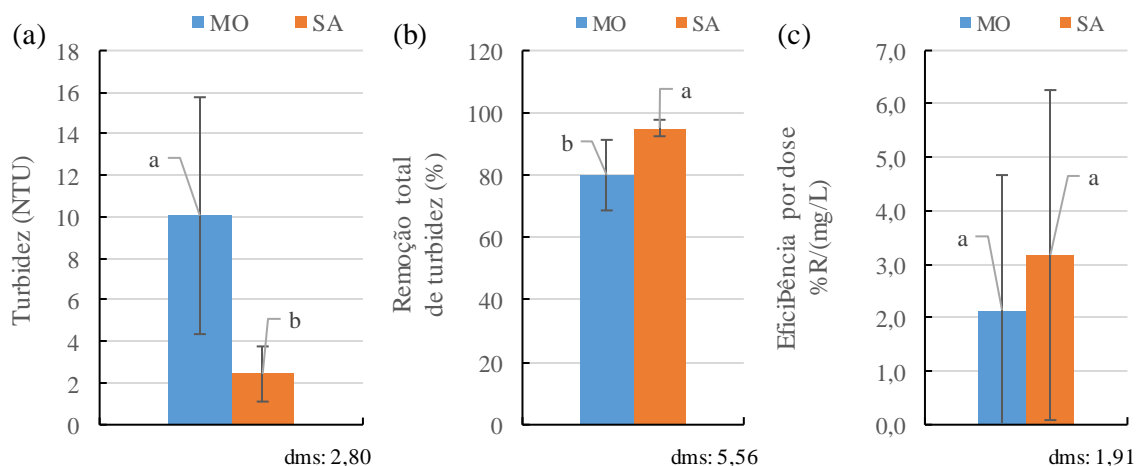 (a)
MO SA
Turbidez (NTU)
18
16
14
12
10
8
6
4
2
0
a
b
dms: 2,80
(b)
MO SA
Remoção total
de turbidez (%)
120
100
80
60
40
20
0
b
a
dms: 5,56
(c)
MO SA
EficiÞência por dose
%R/(mg/L)
7,0
6,0
5,0
4,0
3,0
2,0
1,0
0,0
a
a
dms: 1,91